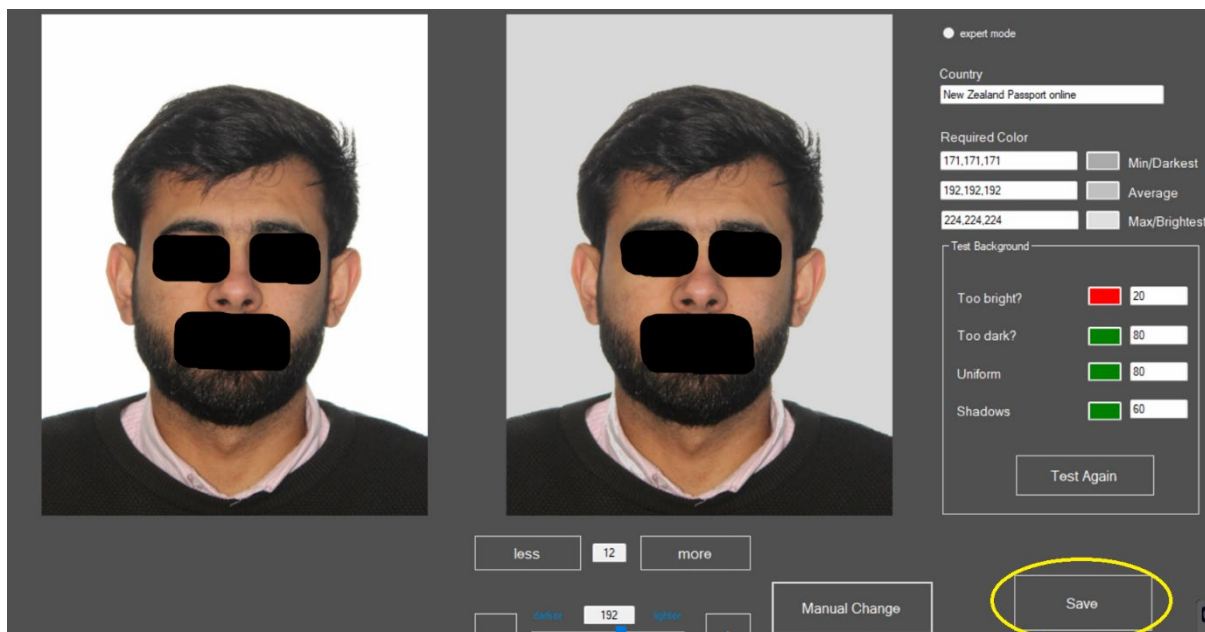 expert mode
Country
New Zealand Passport online
Required Color
171,171,171 Min/Darkest
192,192,192 Average
224,224,224 Max/Brightest
Test Background
Too bright? 20
Too dark? 80
Uniform 80
Shadows 60
Test Again
less 12 more
darker 192 lighter
Manual Change
Save